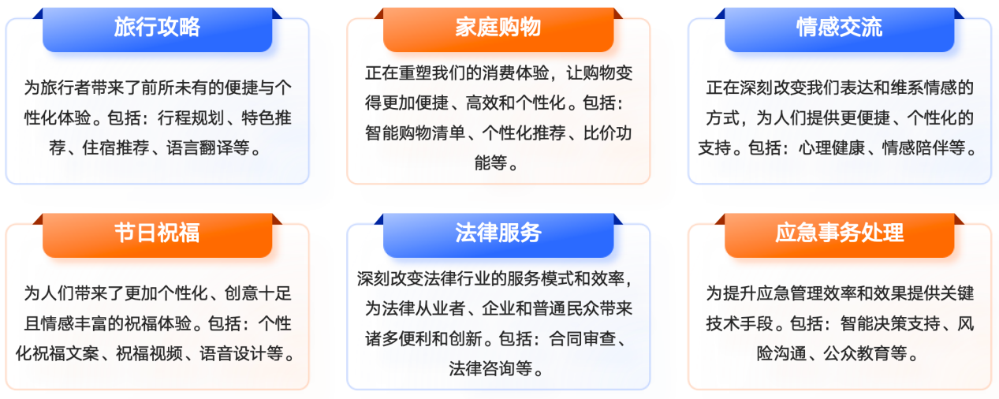 旅行攻略
为旅行者带来了前所未有的便捷与个
性化体验。包括：行程规划、特色推
荐、住宿推荐、语言翻译等。
家庭购物
正在重塑我们的消费体验，让购物变
得更加便捷、高效和个性化。包括：
智能购物清单、个性化推荐、比价功
能等。
情感交流
正在深刻改变我们表达和维系情感的
方式，为人们提供更便捷、个性化的
支持。包括：心理健康、情感陪伴等。
节日祝福
为人们带来了更加个性化、创意十足
且情感丰富的祝福体验。包括：个性
化祝福文案、祝福视频、语音设计等。
法律服务
深刻改变法律行业的服务模式和效率，
为法律从业者、企业和普通民众带来
诸多便利和创新。包括：合同审查、
法律咨询等。
应急事务处理
为提升应急管理效率和效果提供关键
技术手段。包括：智能决策支持、风
险沟通、公众教育等。